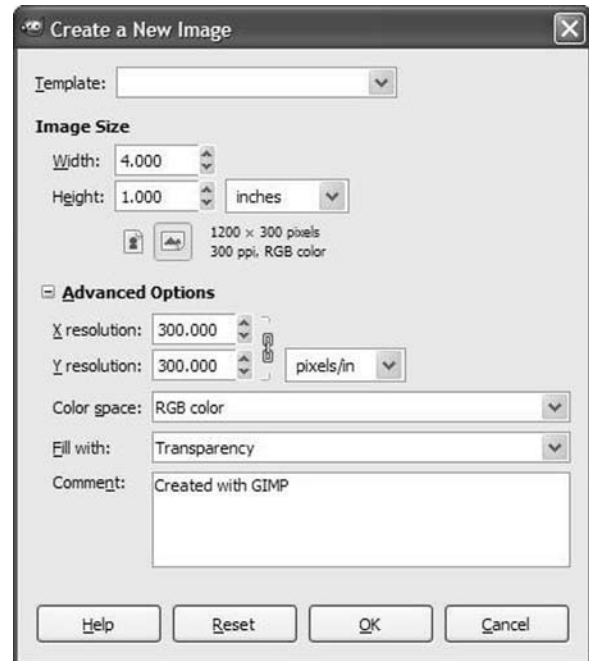 Create a New Image
Template:
Image Size
Width: 4.000
Height: 1.000 inches
1200 × 300 pixels
300 ppi, RGB color
Advanced Options
X resolution: 300.000
Y resolution: 300.000 pixels/in
Color space: RGB color
Fill with: Transparency
Comment: Created with GIMP
Help Reset OK Cancel